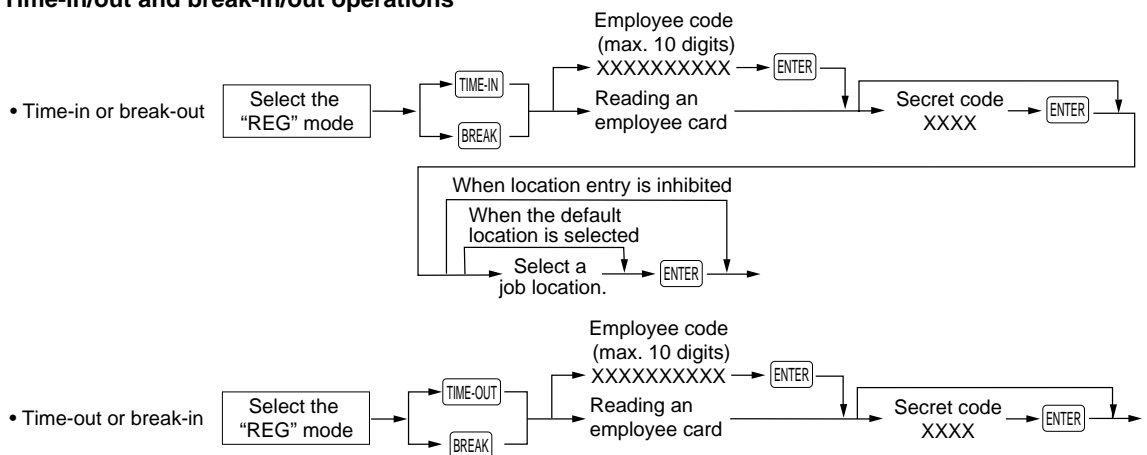 Time-in/out and break-in/out operations
Employee code
(max. 10 digits)
XXXXXXXXXX
ENTER
TIME-IN
• Time-in or break-out
Select the
“REG” mode
BREAK
Reading an
employee card
Secret code
XXXX
ENTER
When location entry is inhibited
When the default
location is selected
Select a
job location.
ENTER
Employee code
(max. 10 digits)
XXXXXXXXXX
ENTER
TIME-OUT
• Time-out or break-in
Select the
“REG” mode
BREAK
Reading an
employee card
Secret code
XXXX
ENTER